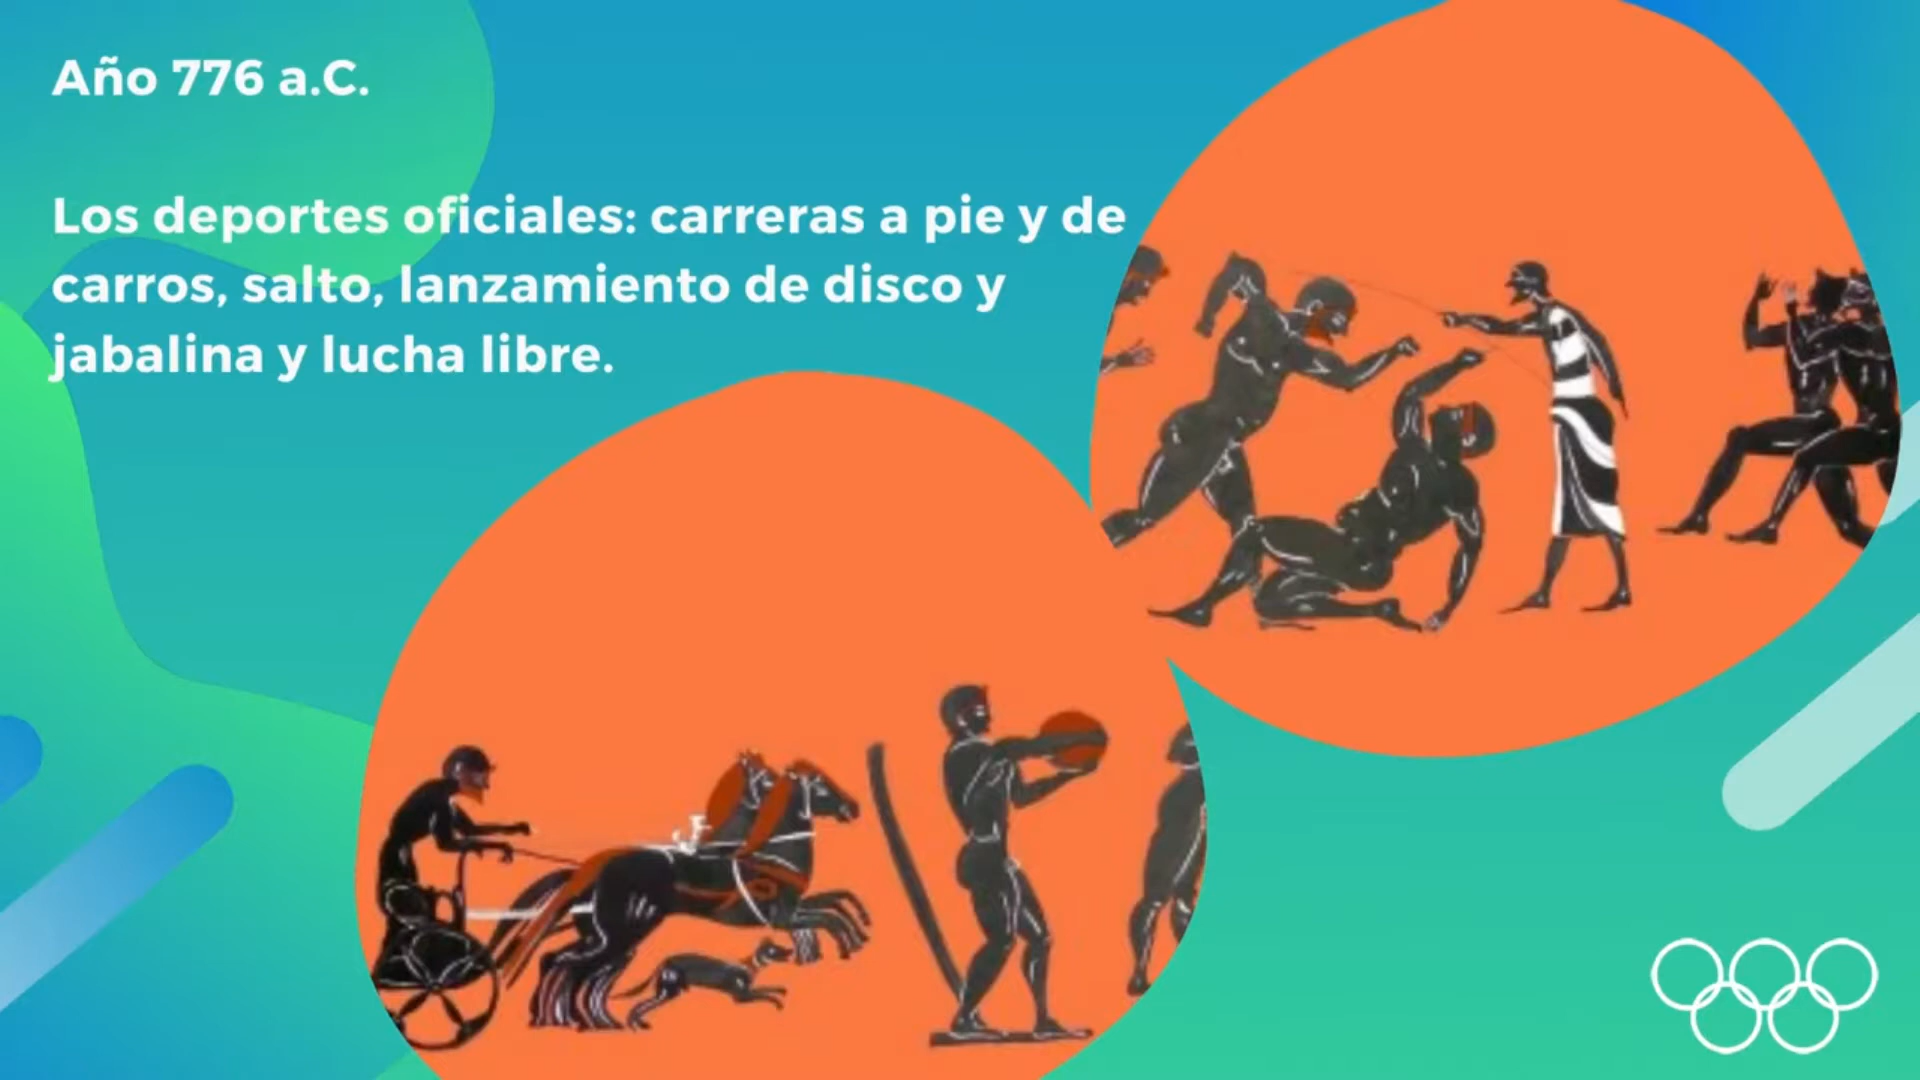 Año 776 a.C.
Los deportes oficiales: carreras a pie y de
carros, salto, lanzamiento de disco y
jabalina y lucha libre.